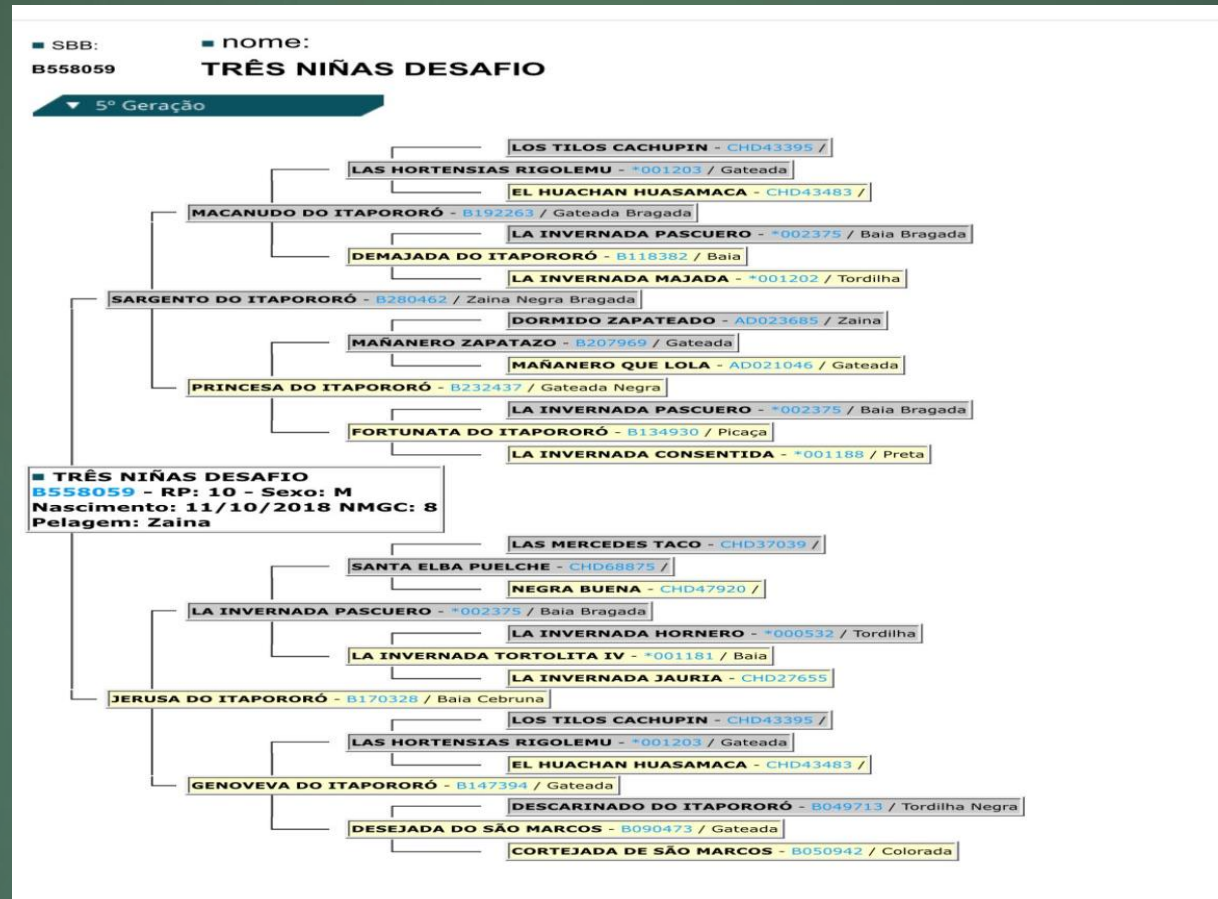 SBB:
nome:
B558059
TRÊS NIÑAS DESAFIO
5º Geração
LOS TILOS CACHUPIN - CHD43395 /
LAS HORTENSIAS RIGOLEMU - *001203 / Gateada
EL HUACHAN HUASAMACA - CHD43483 /
MACANUDO DO ITAPORORÓ - B192263 / Gateada Bragada
LA INVERNADA PASCUERO - *002375 / Baia Bragada
DEMAJADA DO ITAPORORÓ - B118382 / Baia
LA INVERNADA MAJADA - *001202 / Tordilha
SARGENTO DO ITAPORORÓ - B280462 / Zaina Negra Bragada
DORMIDO ZAPATEADO - AD023685 / Zaina
MAÑANERO ZAPATAZO - B207969 / Gateada
MAÑANERO QUE LOLA - AD021046 / Gateada
PRINCESA DO ITAPORORÓ - B232437 / Gateada Negra
LA INVERNADA PASCUERO - *002375 / Baia Bragada
FORTUNATA DO ITAPORORÓ - B134930 / Picaça
LA INVERNADA CONSENTIDA - *001188 / Preta
TRÊS NIÑAS DESAFIO
B558059 - RP: 10 - Sexo: M
Nascimento: 11/10/2018 NMGC: 8
Pelagem: Zaina
LAS MERCEDES TACO - CHD37039 /
SANTA ELBA PUELCHE - CHD68875 /
NEGRA BUENA - CHD47920 /
LA INVERNADA PASCUERO - *002375 / Baia Bragada
LA INVERNADA HORNERO - *000532 / Tordilha
LA INVERNADA TORTOLITA IV - *001181 / Baia
LA INVERNADA JAURIA - CHD27655
JERUSA DO ITAPORORÓ - B170328 / Baia Cebruna
LOS TILOS CACHUPIN - CHD43395 /
LAS HORTENSIAS RIGOLEMU - *001203 / Gateada
EL HUACHAN HUASAMACA - CHD43483 /
GENOVEVA DO ITAPORORÓ - B147394 / Gateada
DESCARINADO DO ITAPORORÓ - B049713 / Tordilha Negra
DESEJADA DO SÃO MARCOS - B090473 / Gateada
CORTEJADA DE SÃO MARCOS - B050942 / Colorada